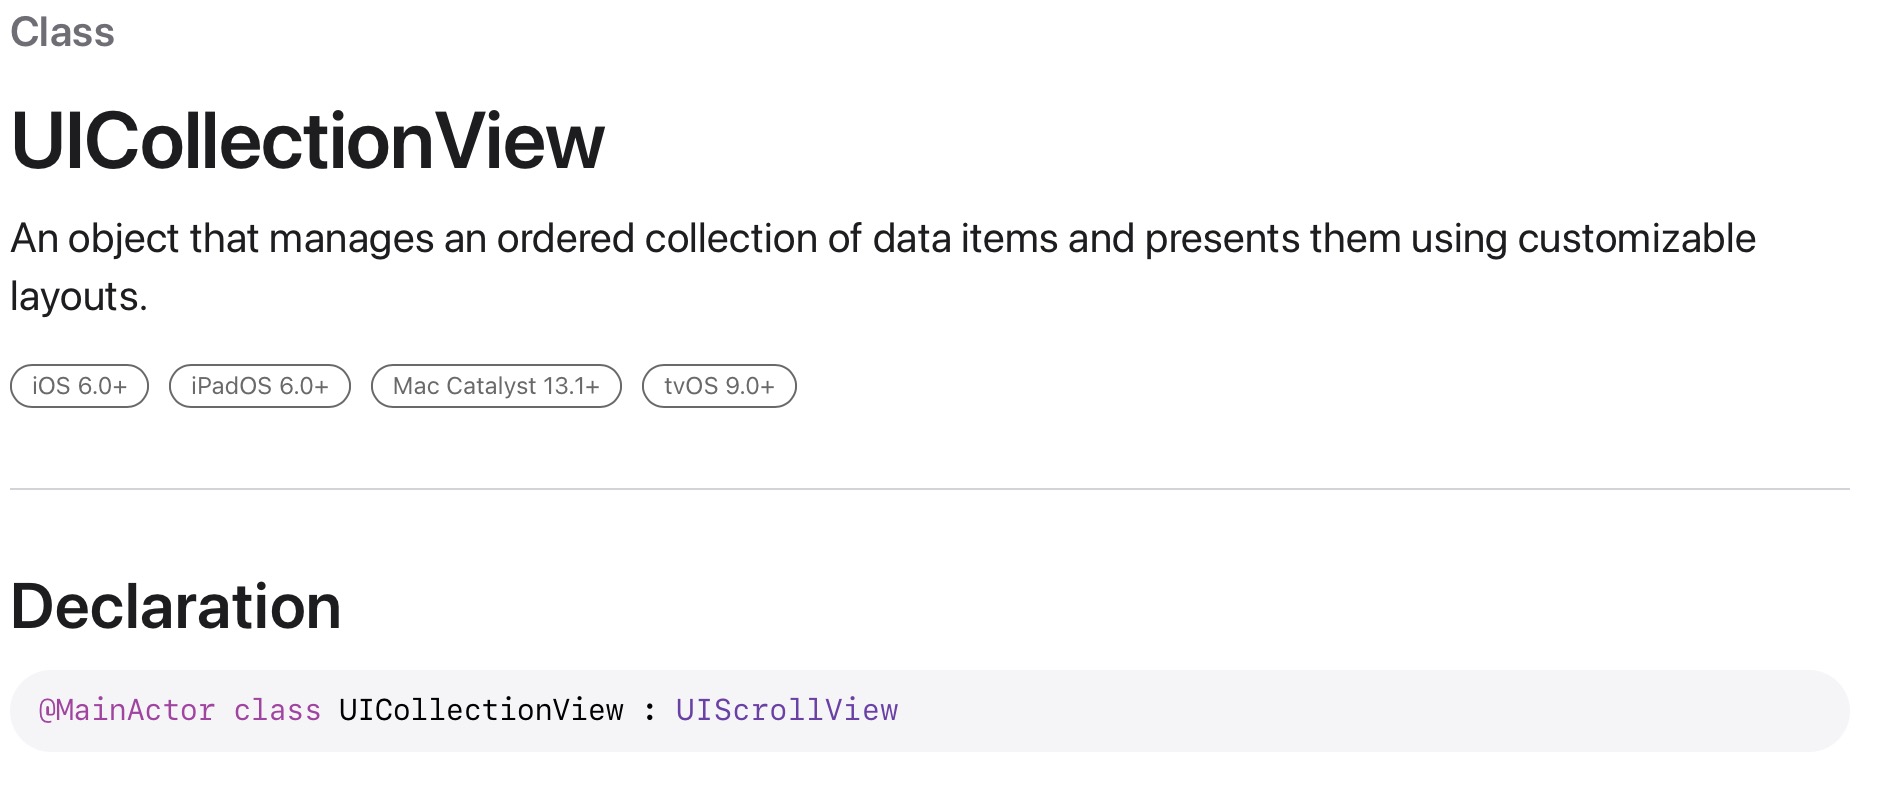 Class
UICollectionView
An object that manages an ordered collection of data items and presents them using customizable
layouts.
iOS 6.0+ iPadOS 6.0+ Mac Catalyst 13.1+ tvOS 9.0+
Declaration
@MainActor class UICollectionView : UIScrollView